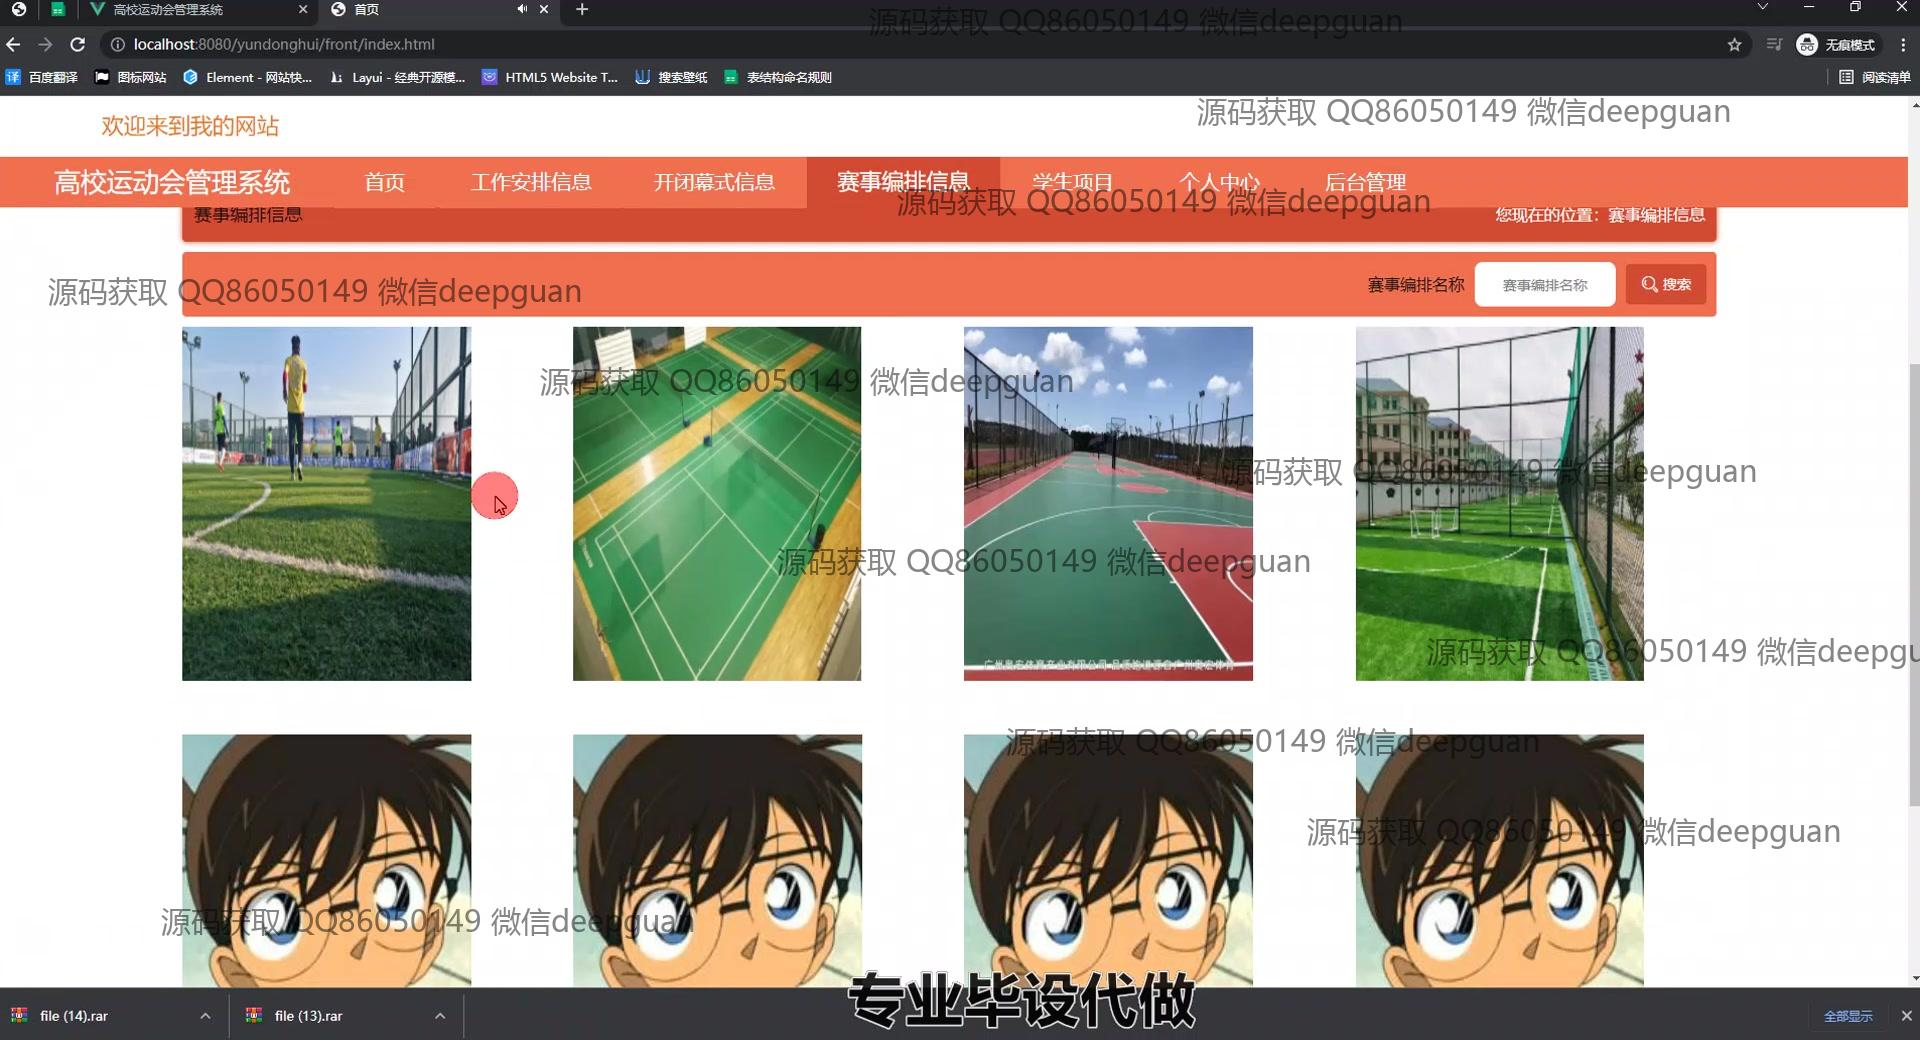 高校运动会管理系统
首页
源码获取 QQ86050149 微信deepguan
localhost:8080/yundonghui/front/index.html
无痕模式
译 百度翻译
图标网站
Element - 网站快...
Layui - 经典开源模...
HTML5 Website T...
搜索壁纸
表结构命名规则
阅读清单
欢迎来到我的网站
源码获取 QQ86050149 微信deepguan
高校运动会管理系统
首页
工作安排信息
开闭幕式信息
赛事编排信息
学生项目
个人中心
后台管理
源码获取 QQ86050149 微信deepguan
赛事编排信息
您现在的位置：赛事编排信息
源码获取 QQ86050149 微信deepguan
赛事编排名称
赛事编排名称
搜索
源码获取 QQ86050149 微信deepguan
源码获取 QQ86050149 微信deepguan
源码获取 QQ86050149 微信deepguan
源码获取 QQ86050149 微信deepgu
源码获取 QQ86050149 微信deepguan
源码获取 QQ86050149 微信deepguan
源码获取 QQ86050149 微信deepguan
专业毕设代做
file (14).rar
file (13).rar
全部显示